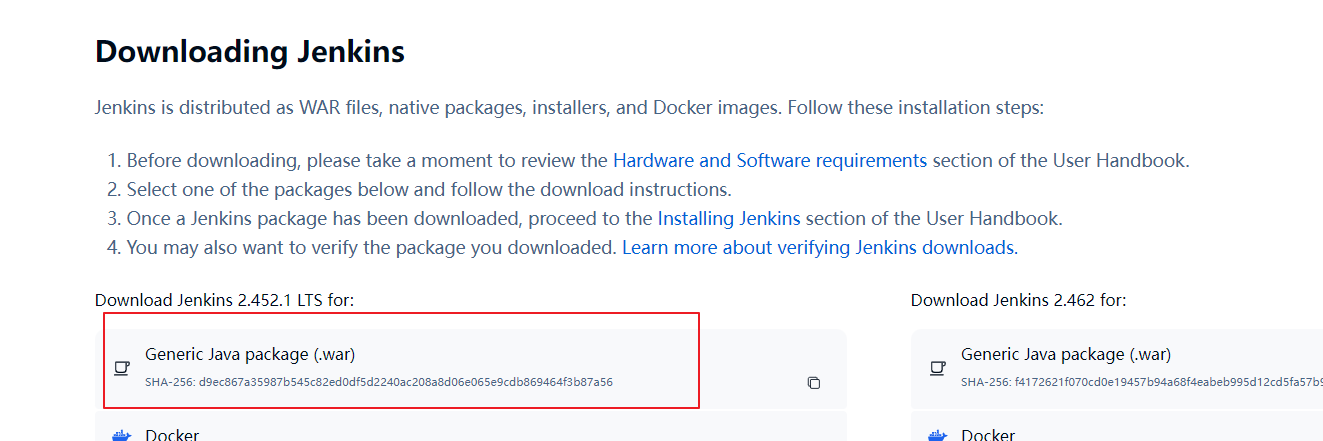 Downloading Jenkins
Jenkins is distributed as WAR files, native packages, installers, and Docker images. Follow these installation steps:
1. Before downloading, please take a moment to review the Hardware and Software requirements section of the User Handbook.
2. Select one of the packages below and follow the download instructions.
3. Once a Jenkins package has been downloaded, proceed to the Installing Jenkins section of the User Handbook.
4. You may also want to verify the package you downloaded. Learn more about verifying Jenkins downloads.
Download Jenkins 2.452.1 LTS for:
Generic Java package (.war)
SHA-256: d9ec867a35987b545c82ed0df5d2240ac208a8d06e065e9cdb869464f3b87a56
Docker
Download Jenkins 2.462 for:
Generic Java package (.war)
SHA-256: f4172621f070cd0e19457b94a68f4eabeb995d12cd5fa57b9
Docker